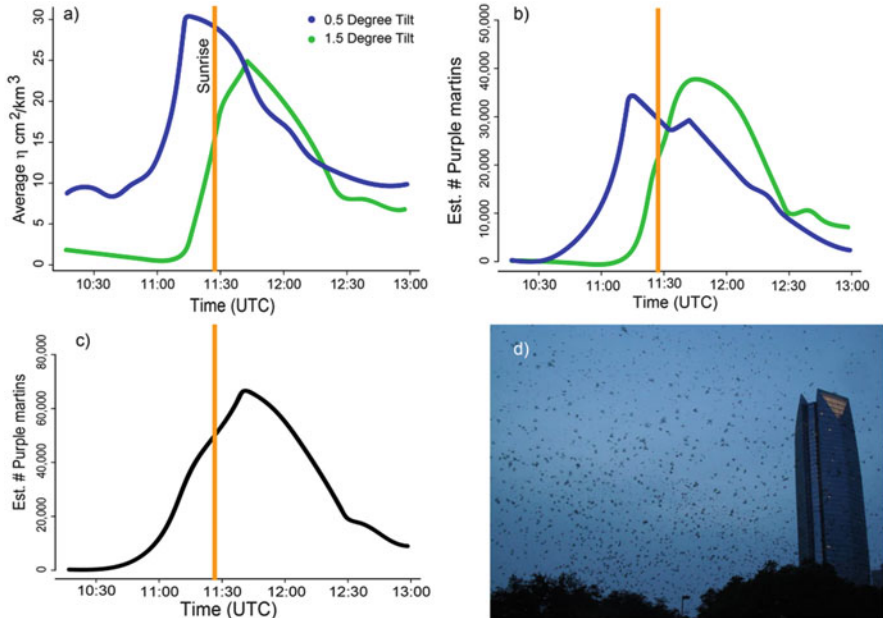 a)
Average η cm²/km³
0
5
10
15
20
25
30
Sunrise
0.5 Degree Tilt
1.5 Degree Tilt
10:30 11:00 11:30 12:00 12:30 13:00
Time (UTC)
b)
Est. # Purple martins
0
10,000
20,000
30,000
40,000
50,000
10:30 11:00 11:30 12:00 12:30 13:00
Time (UTC)
c)
Est. # Purple martins
0
20,000
40,000
60,000
80,000
10:30 11:00 11:30 12:00 12:30 13:00
Time (UTC)
d)